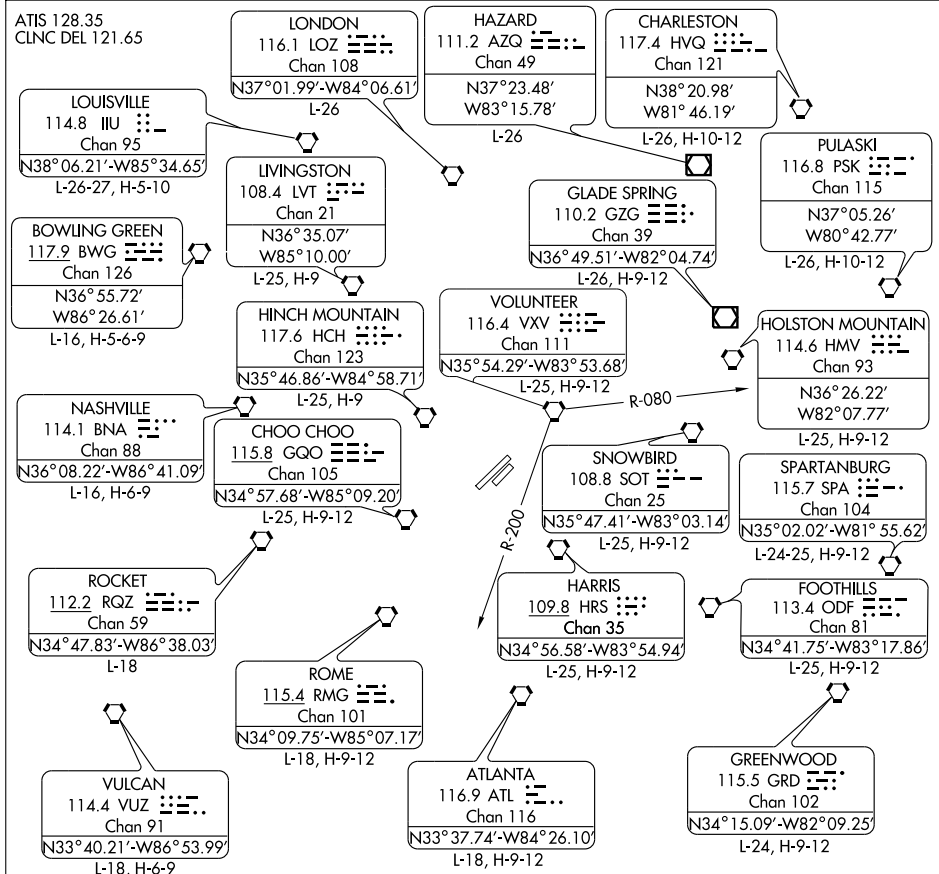 ATIS 128.35
CLNC DEL 121.65
LONDON
116.1 LOZ
Chan 108
N37°01.99'-W84°06.61'
L-26
HAZARD
111.2 AZQ
Chan 49
N37°23.48'
W83°15.78'
L-26
CHARLESTON
117.4 HVQ
Chan 121
N38°20.98'
W81°46.19'
L-26, H-10-12
LOUISVILLE
114.8 IIU
Chan 95
N38°06.21'-W85°34.65'
L-26-27, H-5-10
LIVINGSTON
108.4 LVT
Chan 21
N36°35.07'
W85°10.00'
L-25, H-9
GLADE SPRING
110.2 GZG
Chan 39
N36°49.51'-W82°04.74'
L-26, H-9-12
PULASKI
116.8 PSK
Chan 115
N37°05.26'
W80°42.77'
L-26, H-10-12
BOWLING GREEN
117.9 BWG
Chan 126
N36°55.72'
W86°26.61'
L-16, H-5-6-9
HINCH MOUNTAIN
117.6 HCH
Chan 123
N35°46.86'-W84°58.71'
L-25, H-9
VOLUNTEER
116.4 VXV
Chan 111
N35°54.29'-W83°53.68'
L-25, H-9-12
HOLSTON MOUNTAIN
114.6 HMV
Chan 93
N36°26.22'
W82°07.77'
L-25, H-9-12
R-080
R-200
NASHVILLE
114.1 BNA
Chan 88
N36°08.22'-W86°41.09'
L-16, H-6-9
CHOO CHOO
115.8 GQO
Chan 105
N34°57.68'-W85°09.20'
L-25, H-9-12
SNOWBIRD
108.8 SOT
Chan 25
N35°47.41'-W83°03.14'
L-25, H-9-12
SPARTANBURG
115.7 SPA
Chan 104
N35°02.02'-W81°55.62'
L-24-25, H-9-12
ROCKET
112.2 RQZ
Chan 59
N34°47.83'-W86°38.03'
L-18
HARRIS
109.8 HRS
Chan 35
N34°56.58'-W83°54.94'
L-25, H-9-12
FOOTHILLS
113.4 ODF
Chan 81
N34°41.75'-W83°17.86'
L-25, H-9-12
ROME
115.4 RMG
Chan 101
N34°09.75'-W85°07.17'
L-18, H-9-12
VULCAN
114.4 VUZ
Chan 91
N33°40.21'-W86°53.99'
L-18, H-6-9
ATLANTA
116.9 ATL
Chan 116
N33°37.74'-W84°26.10'
L-18, H-9-12
GREENWOOD
115.5 GRD
Chan 102
N34°15.09'-W82°09.25'
L-24, H-9-12